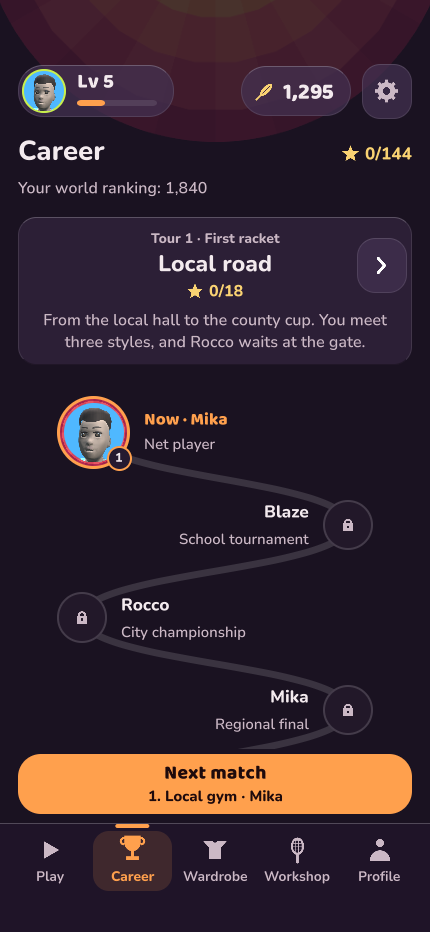 Lv 5
1,295
Career
0/144
Your world ranking: 1,840
Tour 1 · First racket
Local road
0/18
From the local hall to the county cup. You meet
three styles, and Rocco waits at the gate.
Now · Mika
Net player
1
Blaze
School tournament
Rocco
City championship
Mika
Regional final
Next match
1. Local gym · Mika
Play
Career
Wardrobe
Workshop
Profile